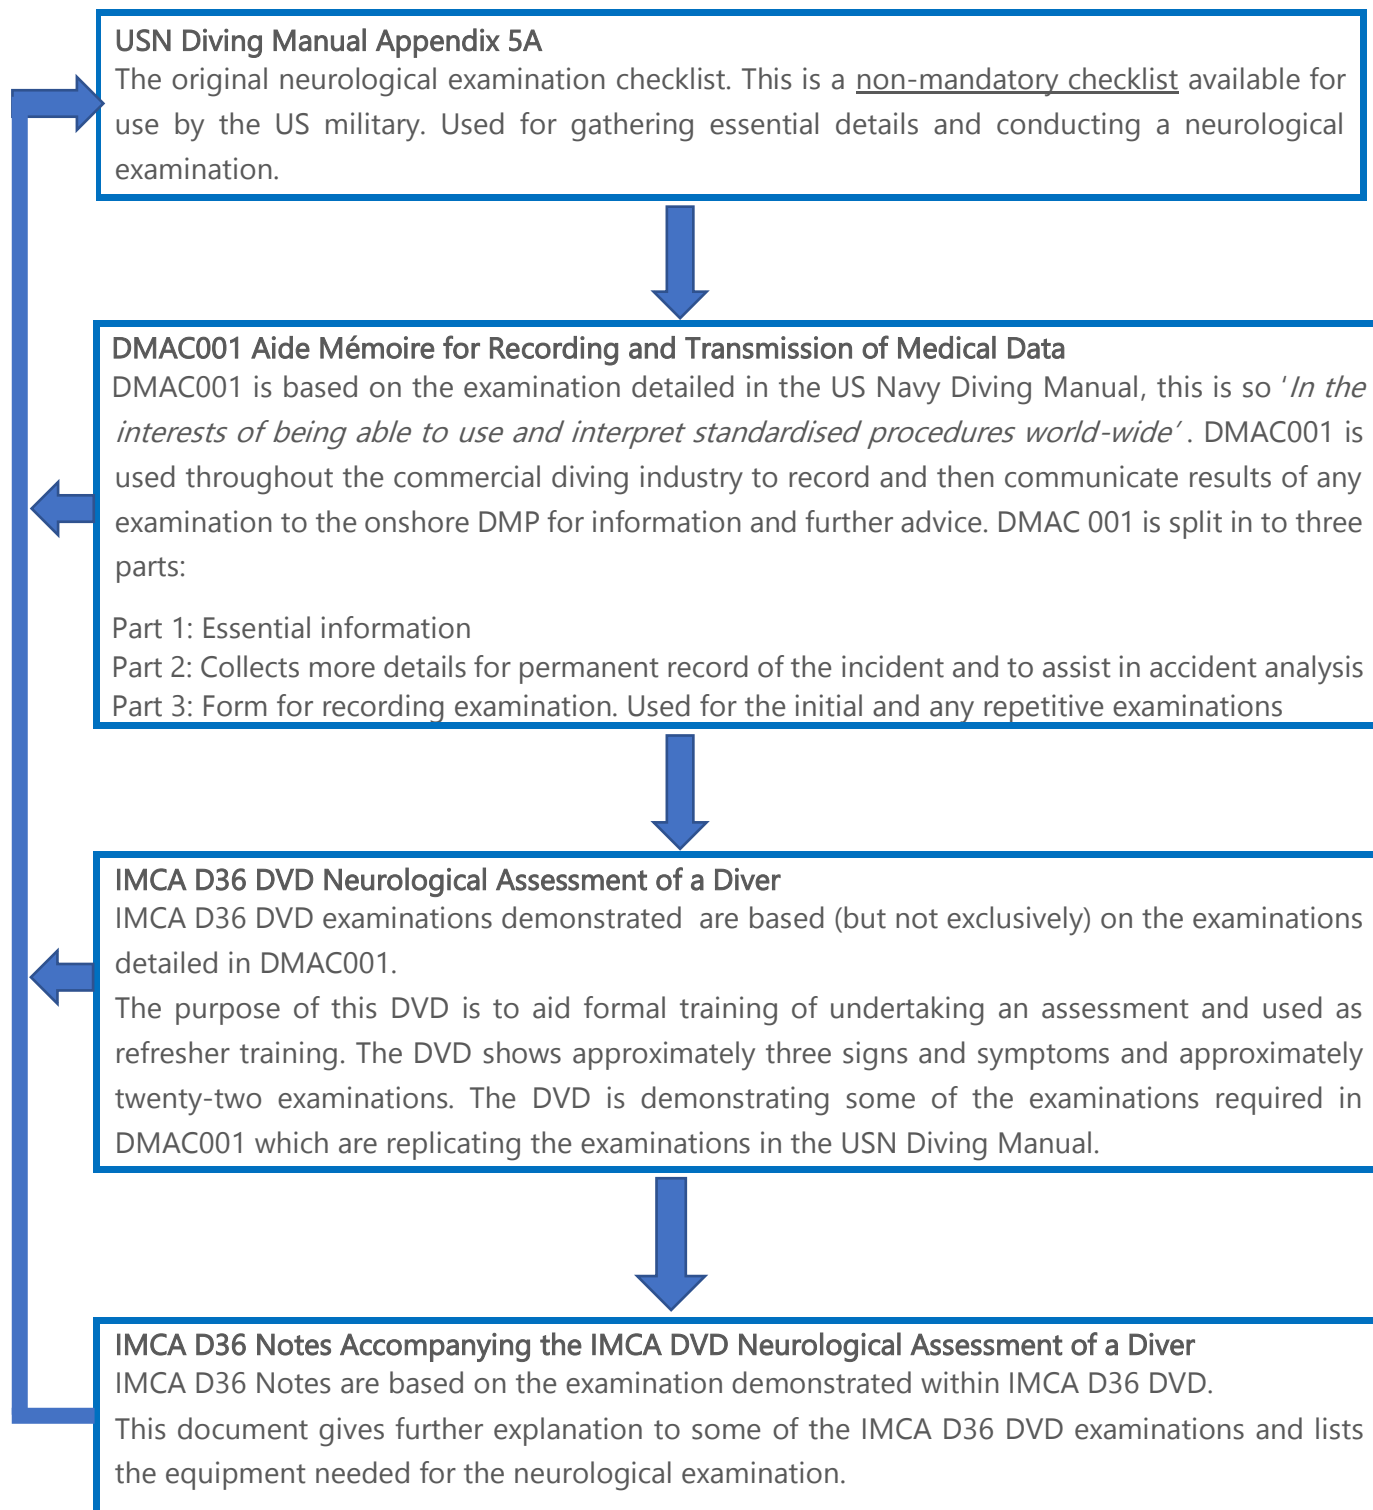 USN Diving Manual Appendix 5A
The original neurological examination checklist. This is a non-mandatory checklist available for
use by the US military. Used for gathering essential details and conducting a neurological
examination.
DMAC001 Aide Mémoire for Recording and Transmission of Medical Data
DMAC001 is based on the examination detailed in the US Navy Diving Manual, this is so ‘In the
interests of being able to use and interpret standardised procedures world-wide’ . DMAC001 is
used throughout the commercial diving industry to record and then communicate results of any
examination to the onshore DMP for information and further advice. DMAC 001 is split in to three
parts:
Part 1: Essential information
Part 2: Collects more details for permanent record of the incident and to assist in accident analysis
Part 3: Form for recording examination. Used for the initial and any repetitive examinations
IMCA D36 DVD Neurological Assessment of a Diver
IMCA D36 DVD examinations demonstrated  are based (but not exclusively) on the examinations
detailed in DMAC001.
The purpose of this DVD is to aid formal training of undertaking an assessment and used as
refresher training. The DVD shows approximately three signs and symptoms and approximately
twenty-two examinations. The DVD is demonstrating some of the examinations required in
DMAC001 which are replicating the examinations in the USN Diving Manual.
IMCA D36 Notes Accompanying the IMCA DVD Neurological Assessment of a Diver
IMCA D36 Notes are based on the examination demonstrated within IMCA D36 DVD.
This document gives further explanation to some of the IMCA D36 DVD examinations and lists
the equipment needed for the neurological examination.